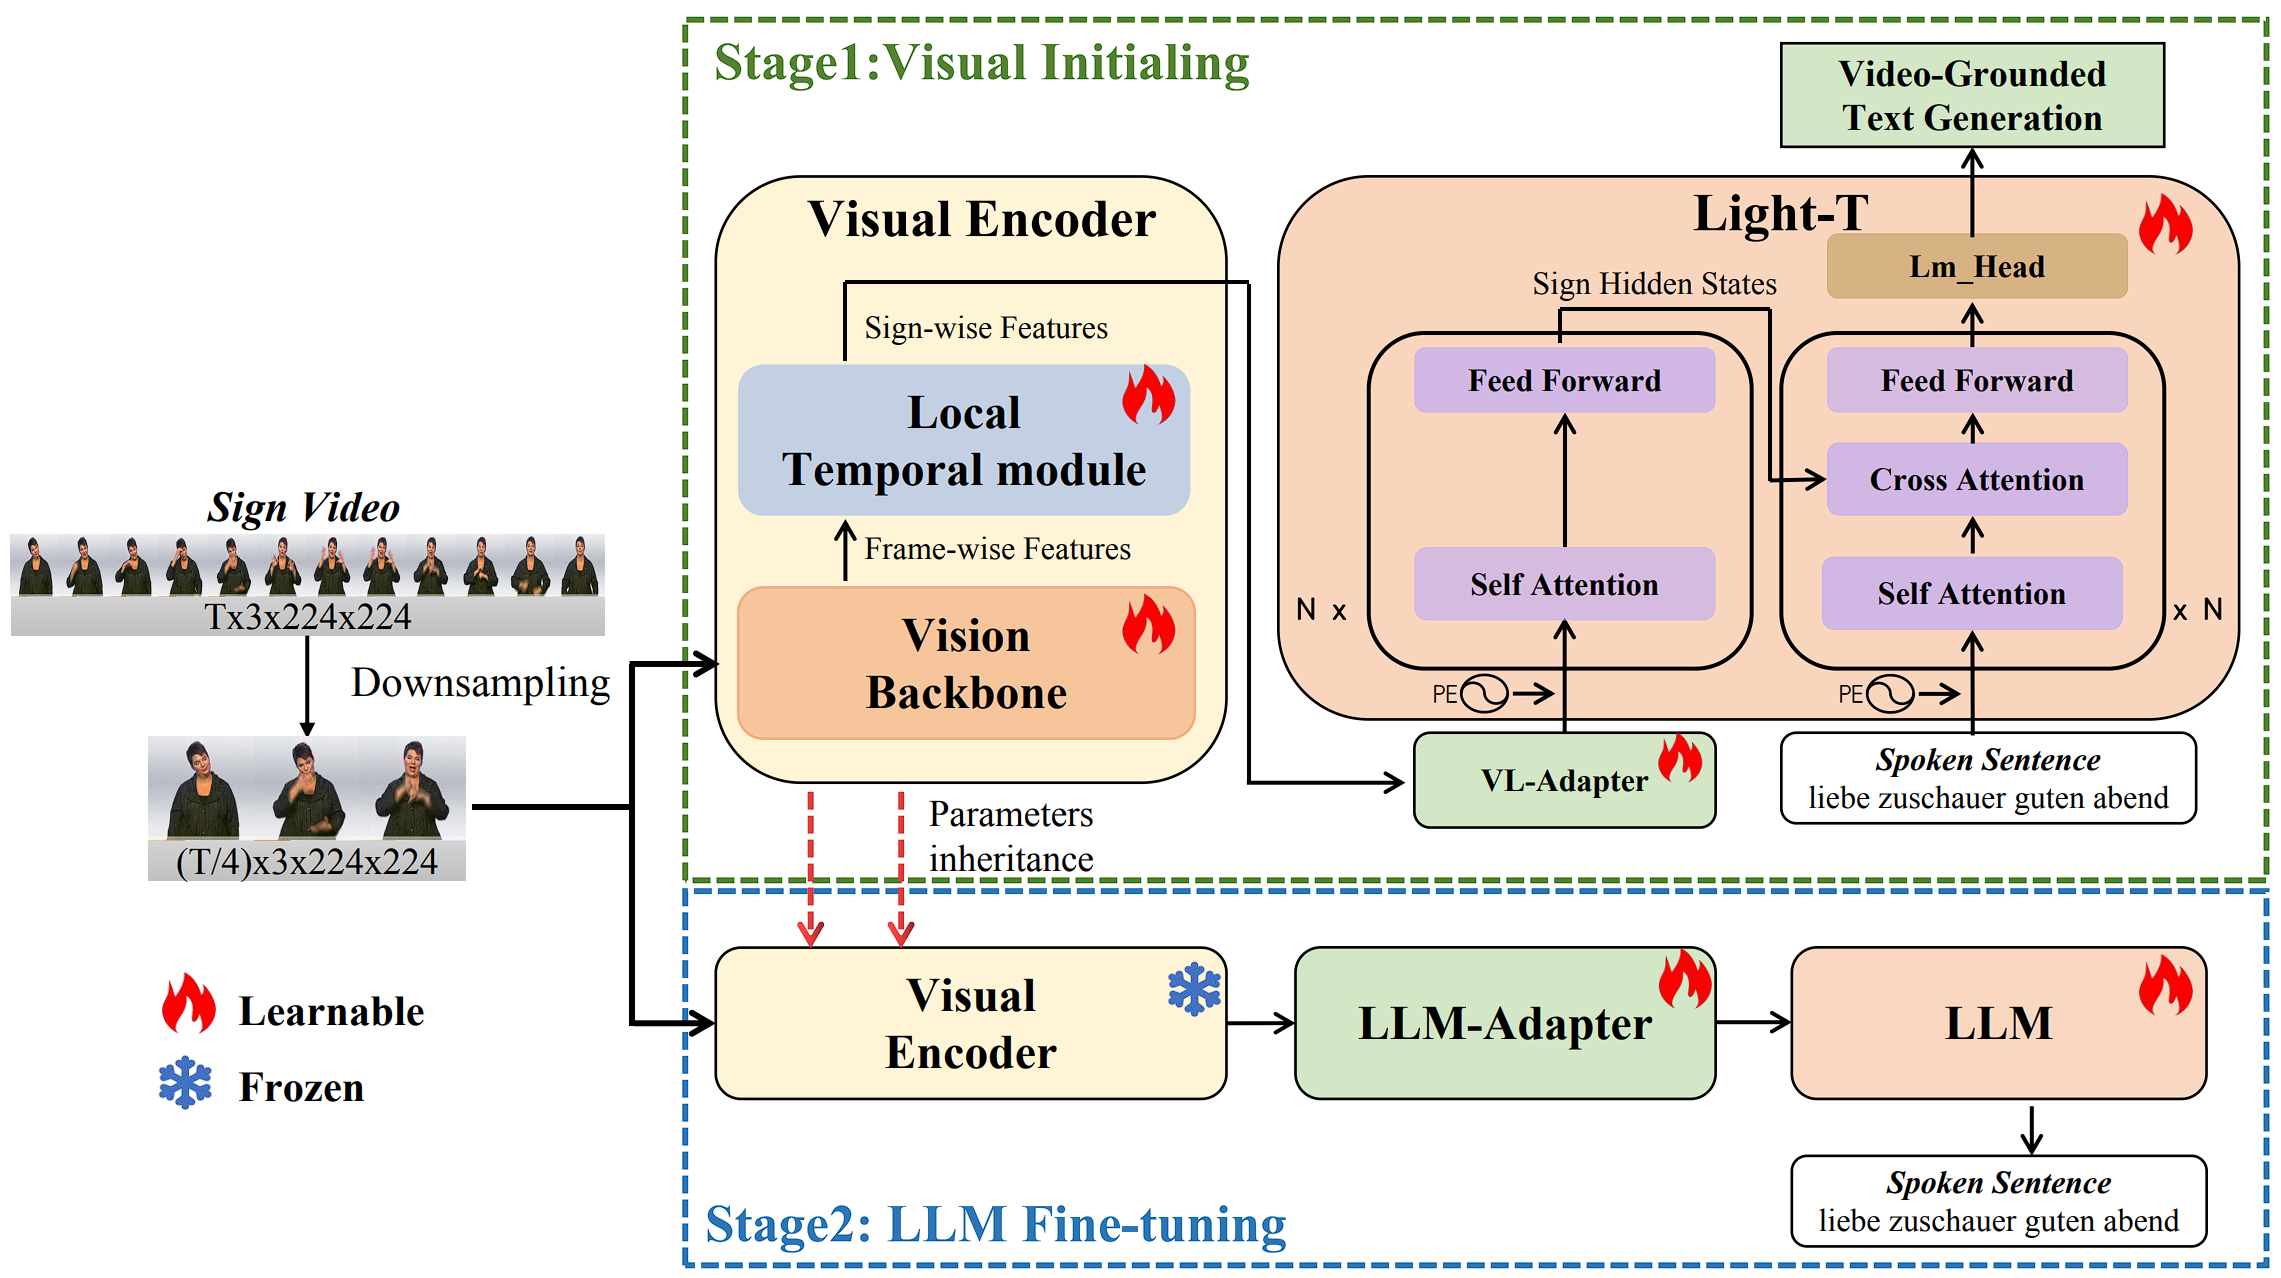 Stage1:Visual Initialing
Video-Grounded
Text Generation
Visual Encoder
Sign-wise Features
Local
Temporal module
Frame-wise Features
Vision
Backbone
Light-T
Lm_Head
Sign Hidden States
Feed Forward
Self Attention
N x
PE
Feed Forward
Cross Attention
Self Attention
x N
PE
VL-Adapter
Spoken Sentence
liebe zuschauer guten abend
Sign Video
Tx3x224x224
Downsampling
(T/4)x3x224x224
Parameters
inheritance
Learnable
Frozen
Visual
Encoder
LLM-Adapter
LLM
Spoken Sentence
liebe zuschauer guten abend
Stage2: LLM Fine-tuning